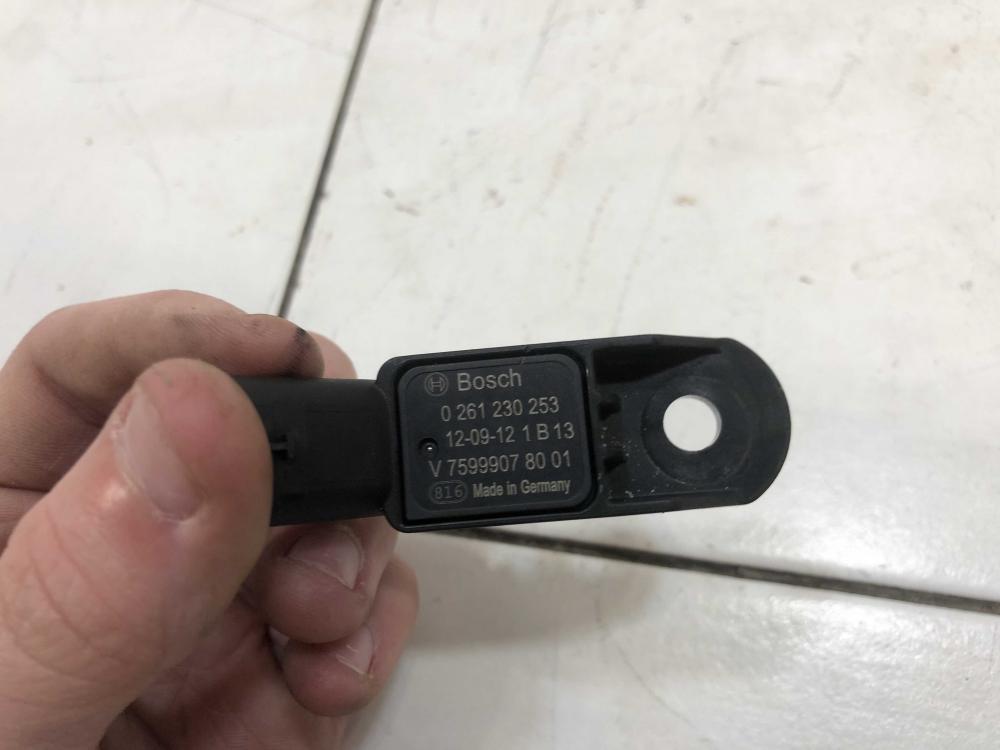 Bosch
0 261 230 253
12-09-12 1 B 13
V 7599907 80 01
816 Made in Germany